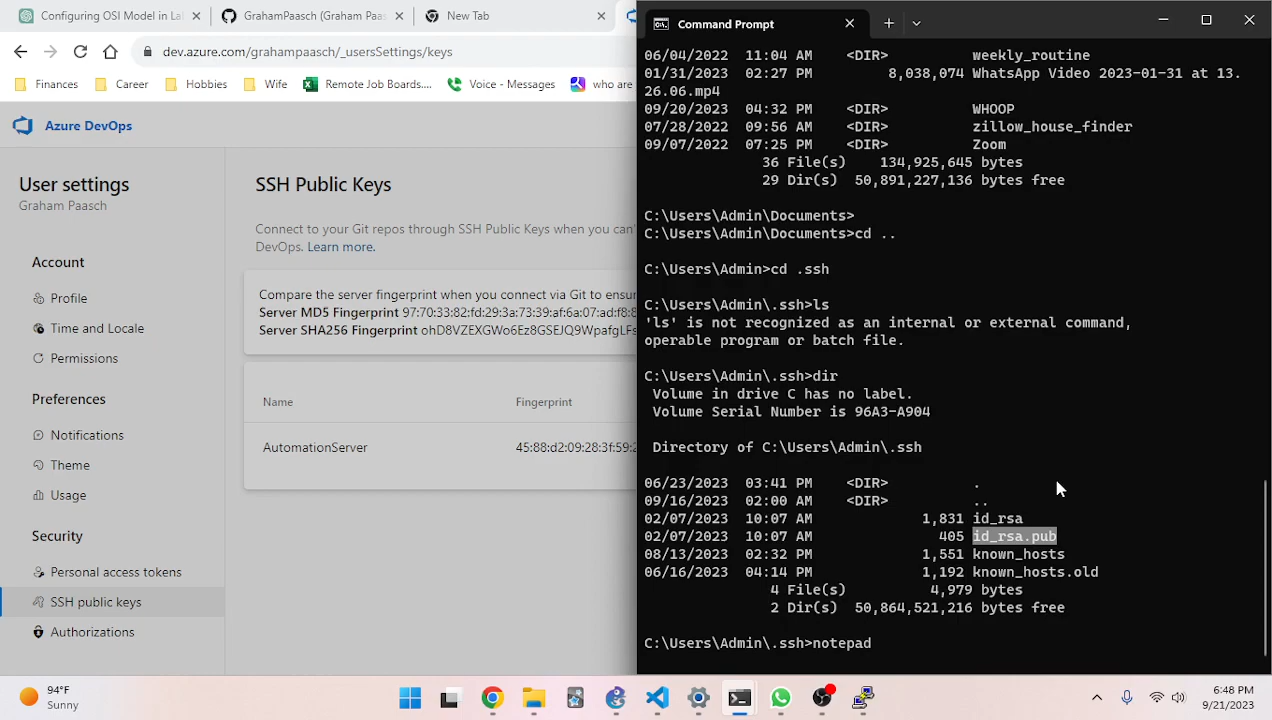 Configuring OSI Model in La
GrahamPaasch (Graham Paas
New Tab
dev.azure.com/grahampaasch/_usersSettings/keys
Finances
Career
Hobbies
Wife
Remote Job Boards....
Voice - Messages
who are
Azure DevOps
User settings
Graham Paasch
Account
Profile
Time and Locale
Permissions
Preferences
Notifications
Theme
Usage
Security
Personal access tokens
SSH public keys
Authorizations
SSH Public Keys
Connect to your Git repos through SSH Public Keys when you can'
DevOps. Learn more.
Compare the server fingerprint when you connect via Git to ensu
Server MD5 Fingerprint 97:70:33:82:fd:29:3a:73:39:af:6a:07:ad:f8:8
Server SHA256 Fingerprint ohD8VZEXGWo6Ez8GSEJQ9WpafgLFs
Name Fingerprint
AutomationServer 45:88:d2:09:28:3f:59:2
Command Prompt
06/04/2022 11:04 AM <DIR> weekly_routine
01/31/2023 02:27 PM 8,038,074 WhatsApp Video 2023-01-31 at 13.
26.06.mp4
09/20/2023 04:32 PM <DIR> WHOOP
07/28/2022 09:56 AM <DIR> zillow_house_finder
09/07/2022 07:25 PM <DIR> Zoom
36 File(s) 134,925,645 bytes
29 Dir(s) 50,891,227,136 bytes free
C:\Users\Admin\Documents>
C:\Users\Admin\Documents>cd ..
C:\Users\Admin>cd .ssh
C:\Users\Admin\.ssh>ls
'ls' is not recognized as an internal or external command,
operable program or batch file.
C:\Users\Admin\.ssh>dir
Volume in drive C has no label.
Volume Serial Number is 96A3-A904
Directory of C:\Users\Admin\.ssh
06/23/2023 03:41 PM <DIR> .
09/16/2023 02:00 AM <DIR> ..
02/07/2023 10:07 AM 1,831 id_rsa
02/07/2023 10:07 AM 405 id_rsa.pub
08/13/2023 02:32 PM 1,551 known_hosts
06/16/2023 04:14 PM 1,192 known_hosts.old
4 File(s) 4,979 bytes
2 Dir(s) 50,864,521,216 bytes free
C:\Users\Admin\.ssh>notepad
94°F
Sunny
6:48 PM
9/21/2023